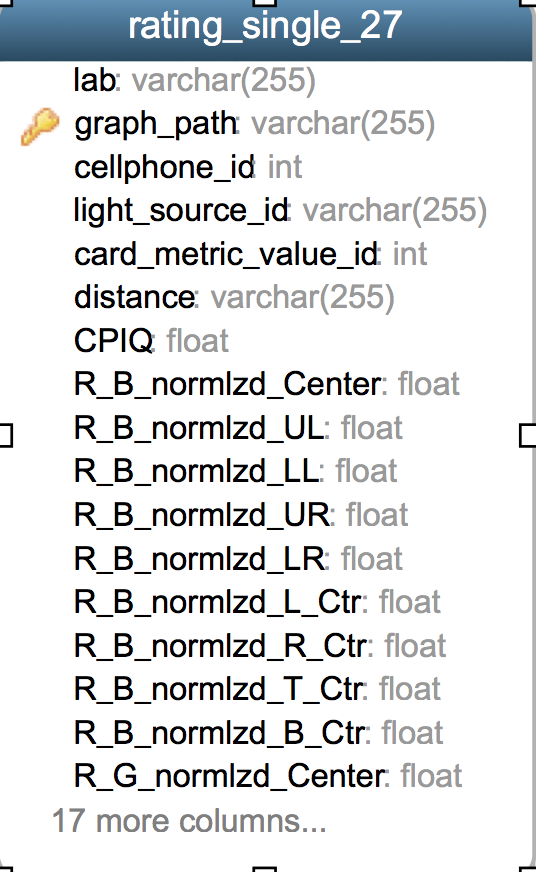 rating_single_27
lab: varchar(255)
graph_path: varchar(255)
cellphone_id: int
light_source_id: varchar(255)
card_metric_value_id: int
distance: varchar(255)
CPIQ: float
R_B_normlzd_Center: float
R_B_normlzd_UL: float
R_B_normlzd_LL: float
R_B_normlzd_UR: float
R_B_normlzd_LR: float
R_B_normlzd_L_Ctr: float
R_B_normlzd_R_Ctr: float
R_B_normlzd_T_Ctr: float
R_B_normlzd_B_Ctr: float
R_G_normlzd_Center: float
17 more columns...